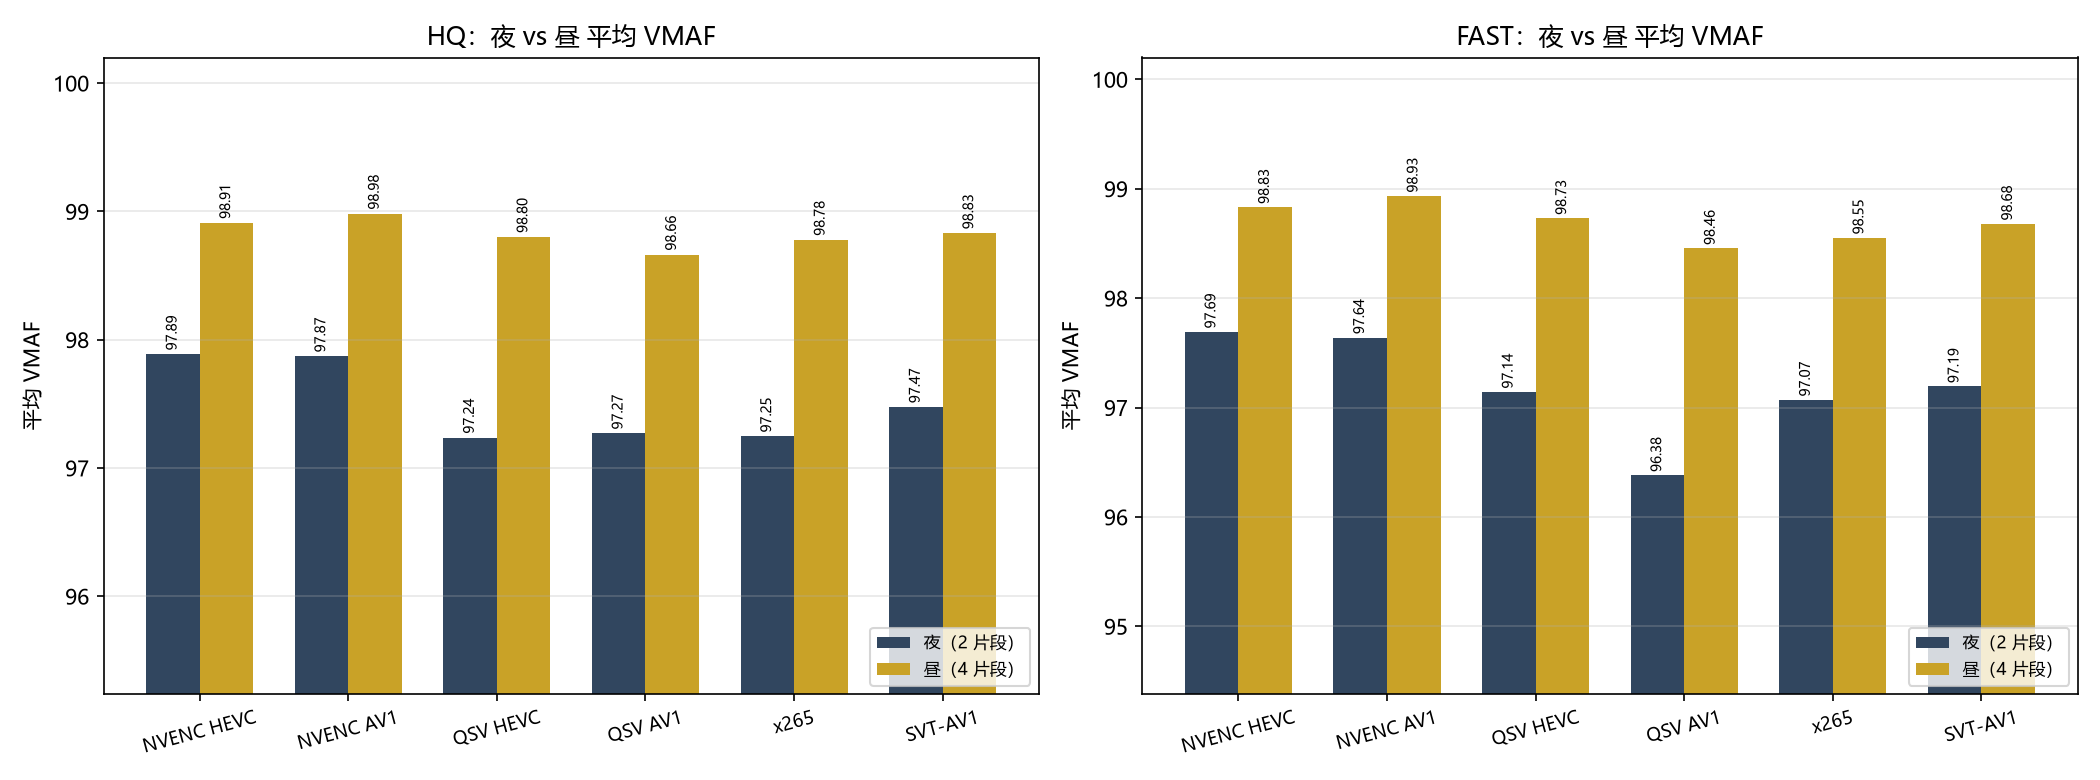 HQ：夜 vs 昼 平均 VMAF
平均 VMAF
100
99
98
97
96
97.89
98.91
97.87
98.98
97.24
98.80
97.27
98.66
97.25
98.78
97.47
98.83
NVENC HEVC
NVENC AV1
QSV HEVC
QSV AV1
x265
SVT-AV1
夜（2 片段）
昼（4 片段）
FAST：夜 vs 昼 平均 VMAF
平均 VMAF
100
99
98
97
96
95
97.69
98.83
97.64
98.93
97.14
98.73
96.38
98.46
97.07
98.55
97.19
98.68
NVENC HEVC
NVENC AV1
QSV HEVC
QSV AV1
x265
SVT-AV1
夜（2 片段）
昼（4 片段）